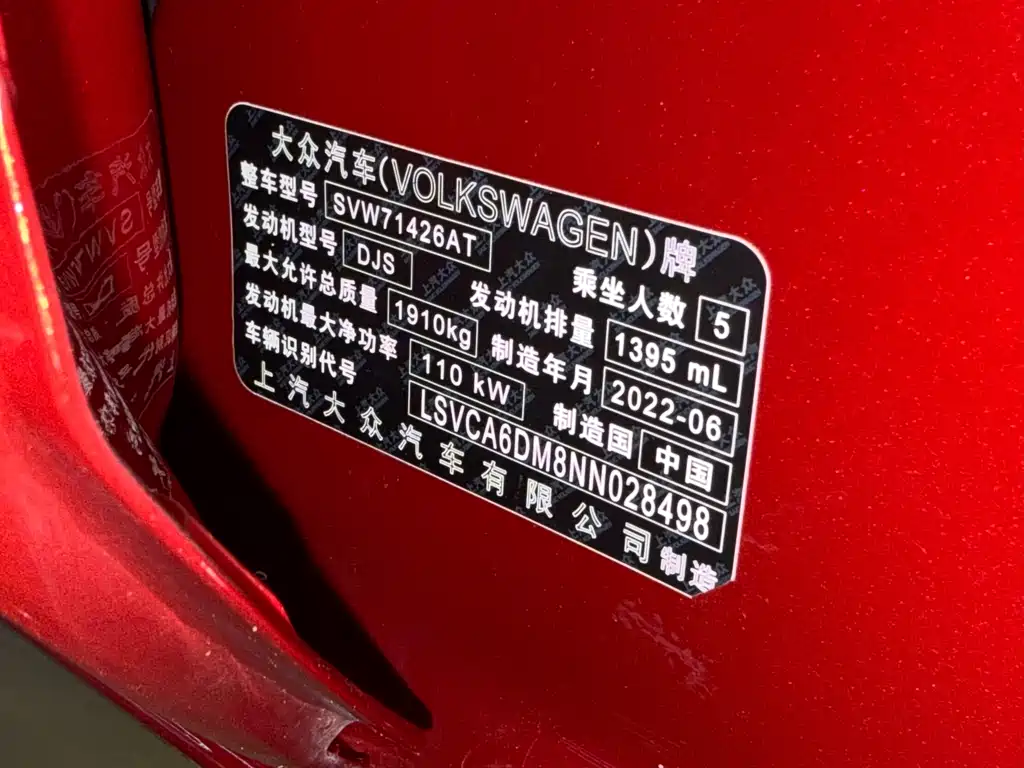 大众汽车(VOLKSWAGEN)牌
整车型号 SVW71426AT 乘坐人数 5
发动机型号 DJS 发动机排量 1395 mL
最大允许总质量 1910kg 制造年月 2022-06
发动机最大净功率 110 kW 制造国 中国
车辆识别代号 LSVCA6DM8NN028498
上汽大众汽车有限公司制造